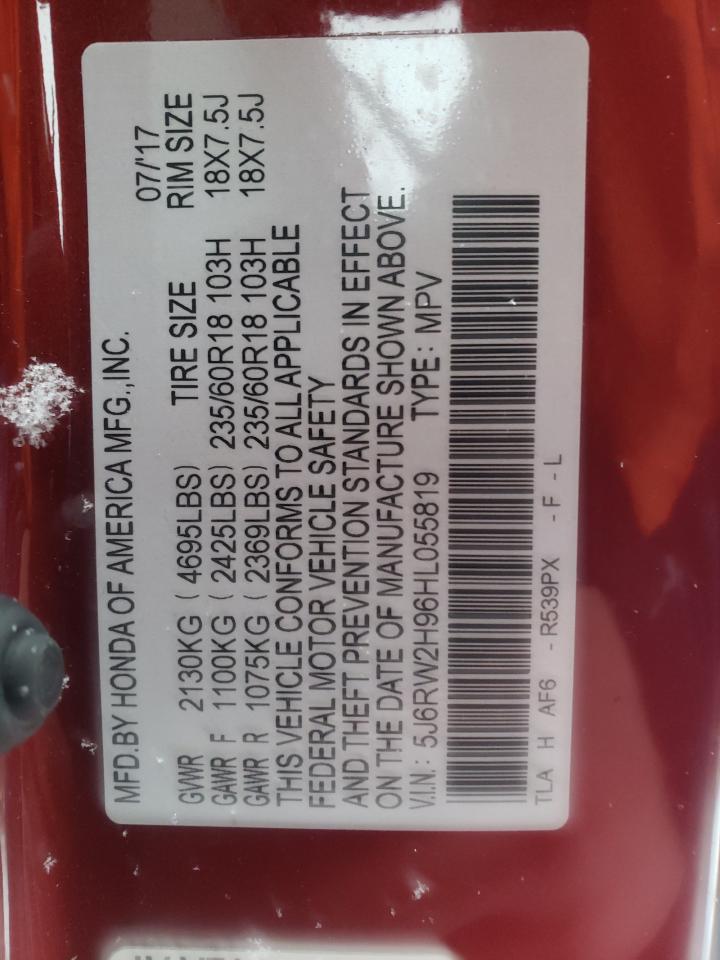 MFD.BY HONDA OF AMERICA MFG.,INC.
07/'17
GVWR 2130KG ( 4695LBS) TIRE SIZE RIM SIZE
GAWR F 1100KG ( 2425LBS) 235/60R18 103H 18X7.5J
GAWR R 1075KG ( 2369LBS) 235/60R18 103H 18X7.5J
THIS VEHICLE CONFORMS TO ALL APPLICABLE
FEDERAL MOTOR VEHICLE SAFETY
AND THEFT PREVENTION STANDARDS IN EFFECT
ON THE DATE OF MANUFACTURE SHOWN ABOVE.
V.I.N.: 5J6RW2H96HL055819 TYPE: MPV
TLA H AF6 - R539PX - F - L